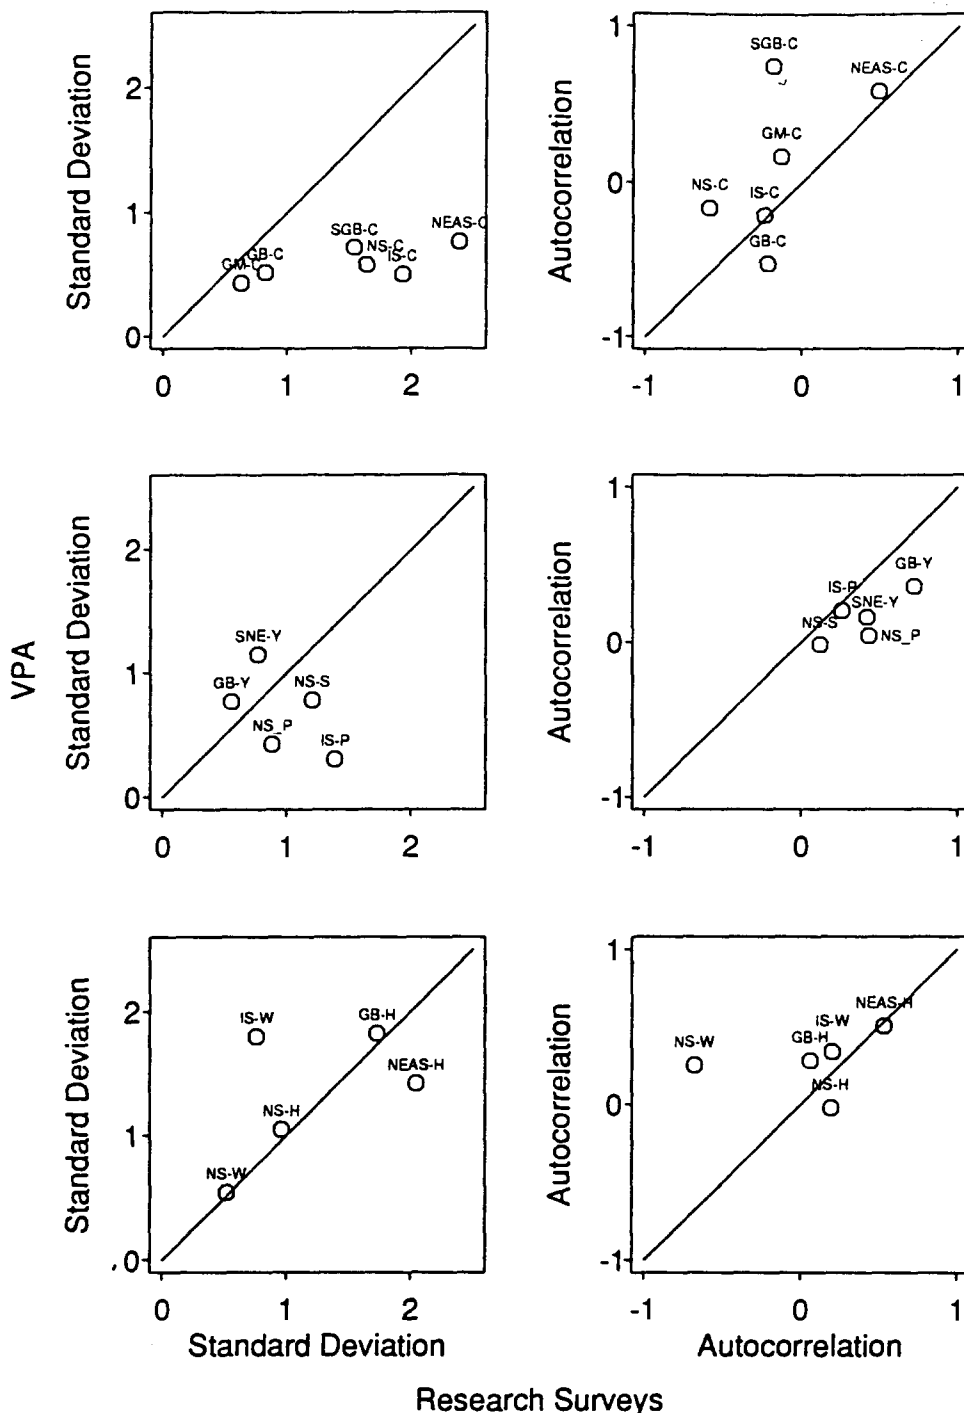 Standard Deviation
2
1
0
SGB-C
NEAS-C
NS-C
IS-C
GB-C
GM-C
0 1 2
Autocorrelation
1
0
-1
SGB-C
NEAS-C
GM-C
NS-C
IS-C
GB-C
-1 0 1
VPA
Standard Deviation
2
1
0
SNE-Y
GB-Y
NS-S
NS_P
IS-P
0 1 2
Autocorrelation
1
0
-1
GB-Y
IS-P
SNE-Y
NS-S
NS_P
-1 0 1
Standard Deviation
2
1
0
IS-W
GB-H
NEAS-H
NS-H
NS-W
0 1 2
Standard Deviation
Autocorrelation
1
0
-1
NEAS-H
IS-W
GB-H
NS-W
NS-H
-1 0 1
Autocorrelation
Research Surveys